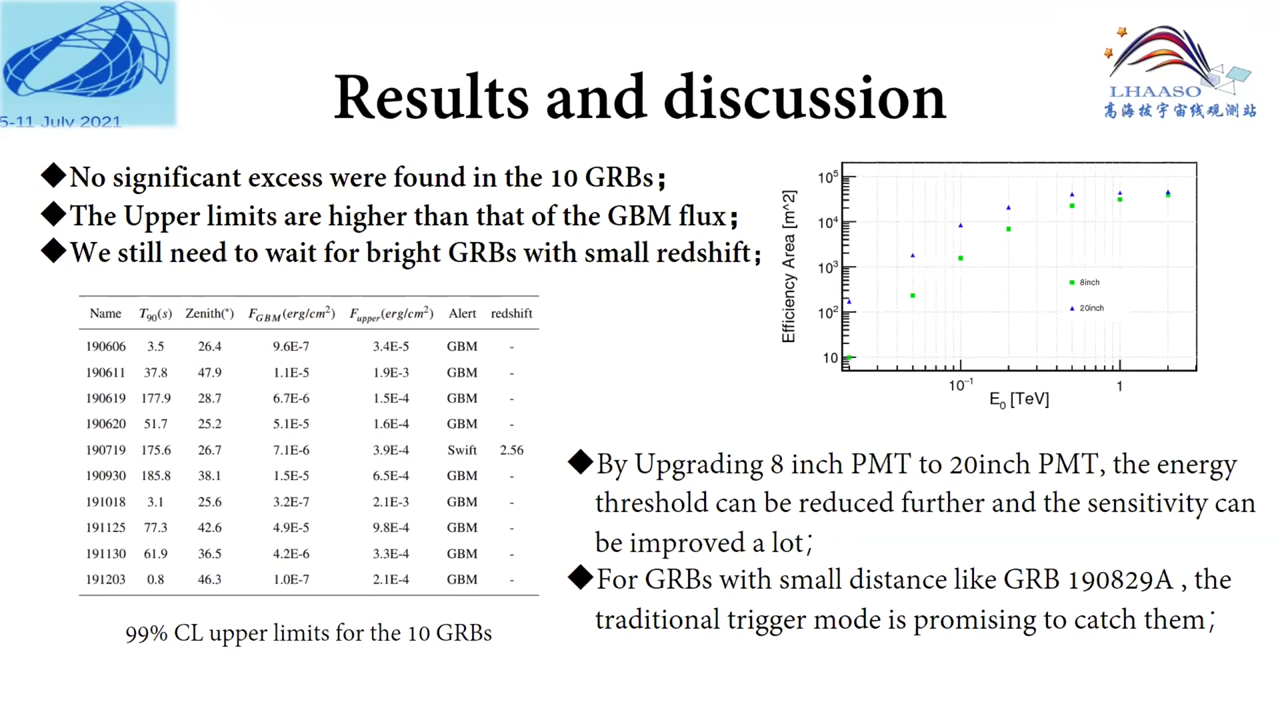 5-11 July 2021
Results and discussion
LHAASO
高海拔宇宙线观测站
◆No significant excess were found in the 10 GRBs；
◆The Upper limits are higher than that of the GBM flux；
◆We still need to wait for bright GRBs with small redshift；
Name T90(s) Zenith(°) FGBM(erg/cm2) Fupper(erg/cm2) Alert redshift
190606 3.5 26.4 9.6E-7 3.4E-5 GBM -
190611 37.8 47.9 1.1E-5 1.9E-3 GBM -
190619 177.9 28.7 6.7E-6 1.5E-4 GBM -
190620 51.7 25.2 5.1E-5 1.6E-4 GBM -
190719 175.6 26.7 7.1E-6 3.9E-4 Swift 2.56
190930 185.8 38.1 1.5E-5 6.5E-4 GBM -
191018 3.1 25.6 3.2E-7 2.1E-3 GBM -
191125 77.3 42.6 4.9E-5 9.8E-4 GBM -
191130 61.9 36.5 4.2E-6 3.3E-4 GBM -
191203 0.8 46.3 1.0E-7 2.1E-4 GBM -
99% CL upper limits for the 10 GRBs
Efficiency Area [m^2]
10^5
10^4
10^3
10^2
10
8inch
20inch
10^-1 1
E0 [TeV]
◆By Upgrading 8 inch PMT to 20inch PMT, the energy
threshold can be reduced further and the sensitivity can
be improved a lot；
◆For GRBs with small distance like GRB 190829A , the
traditional trigger mode is promising to catch them；